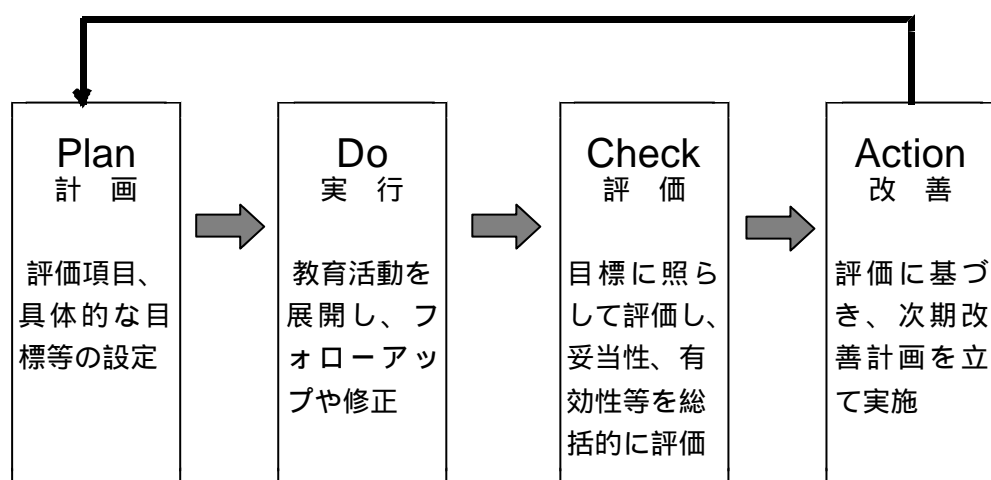 Plan
計 画
評価項目、
具体的な目
標等の設定
Do
実 行
教育活動を
展開し、フ
ォローアッ
プや修正
Check
評 価
目標に照ら
して評価し、
妥当性、有
効性等を総
括的に評価
Action
改 善
評価に基づ
き、次期改
善計画を立
て実施